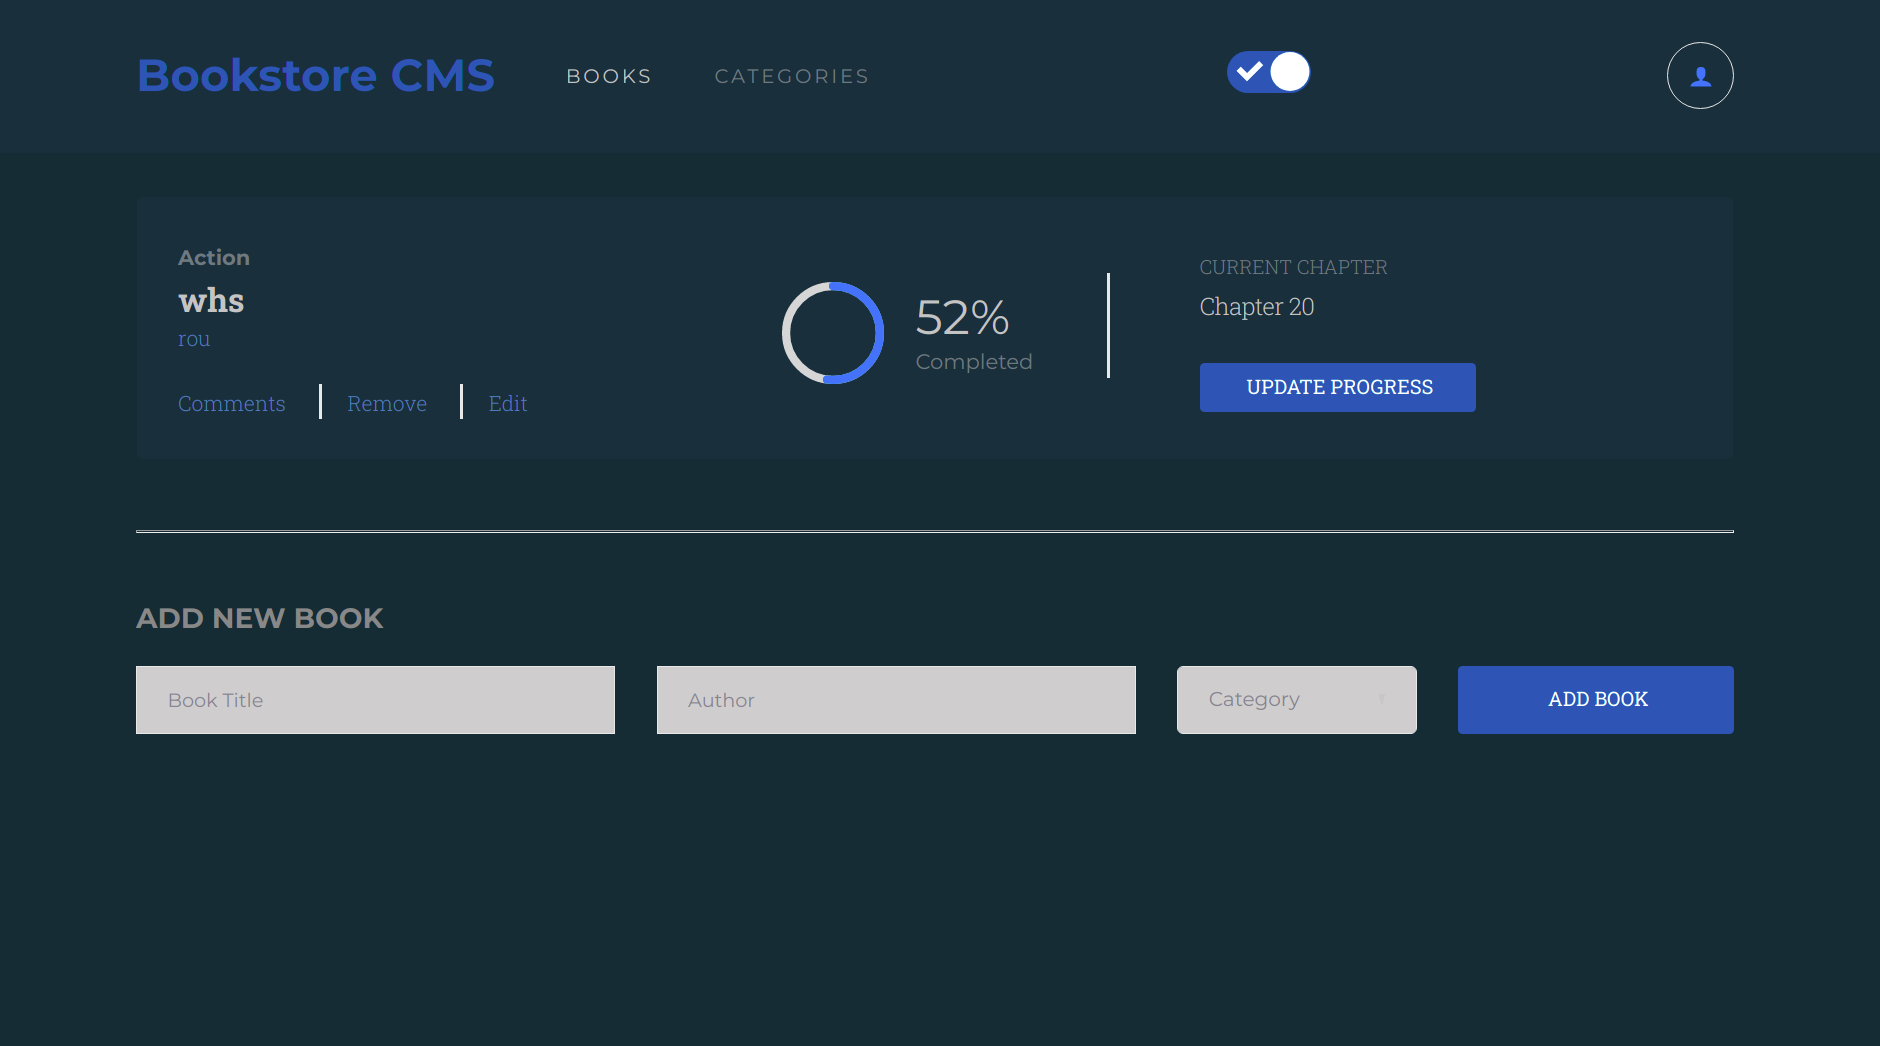 Bookstore CMS
BOOKS
CATEGORIES
Action
whs
rou
Comments
Remove
Edit
52%
Completed
CURRENT CHAPTER
Chapter 20
UPDATE PROGRESS
ADD NEW BOOK
Book Title
Author
Category
ADD BOOK